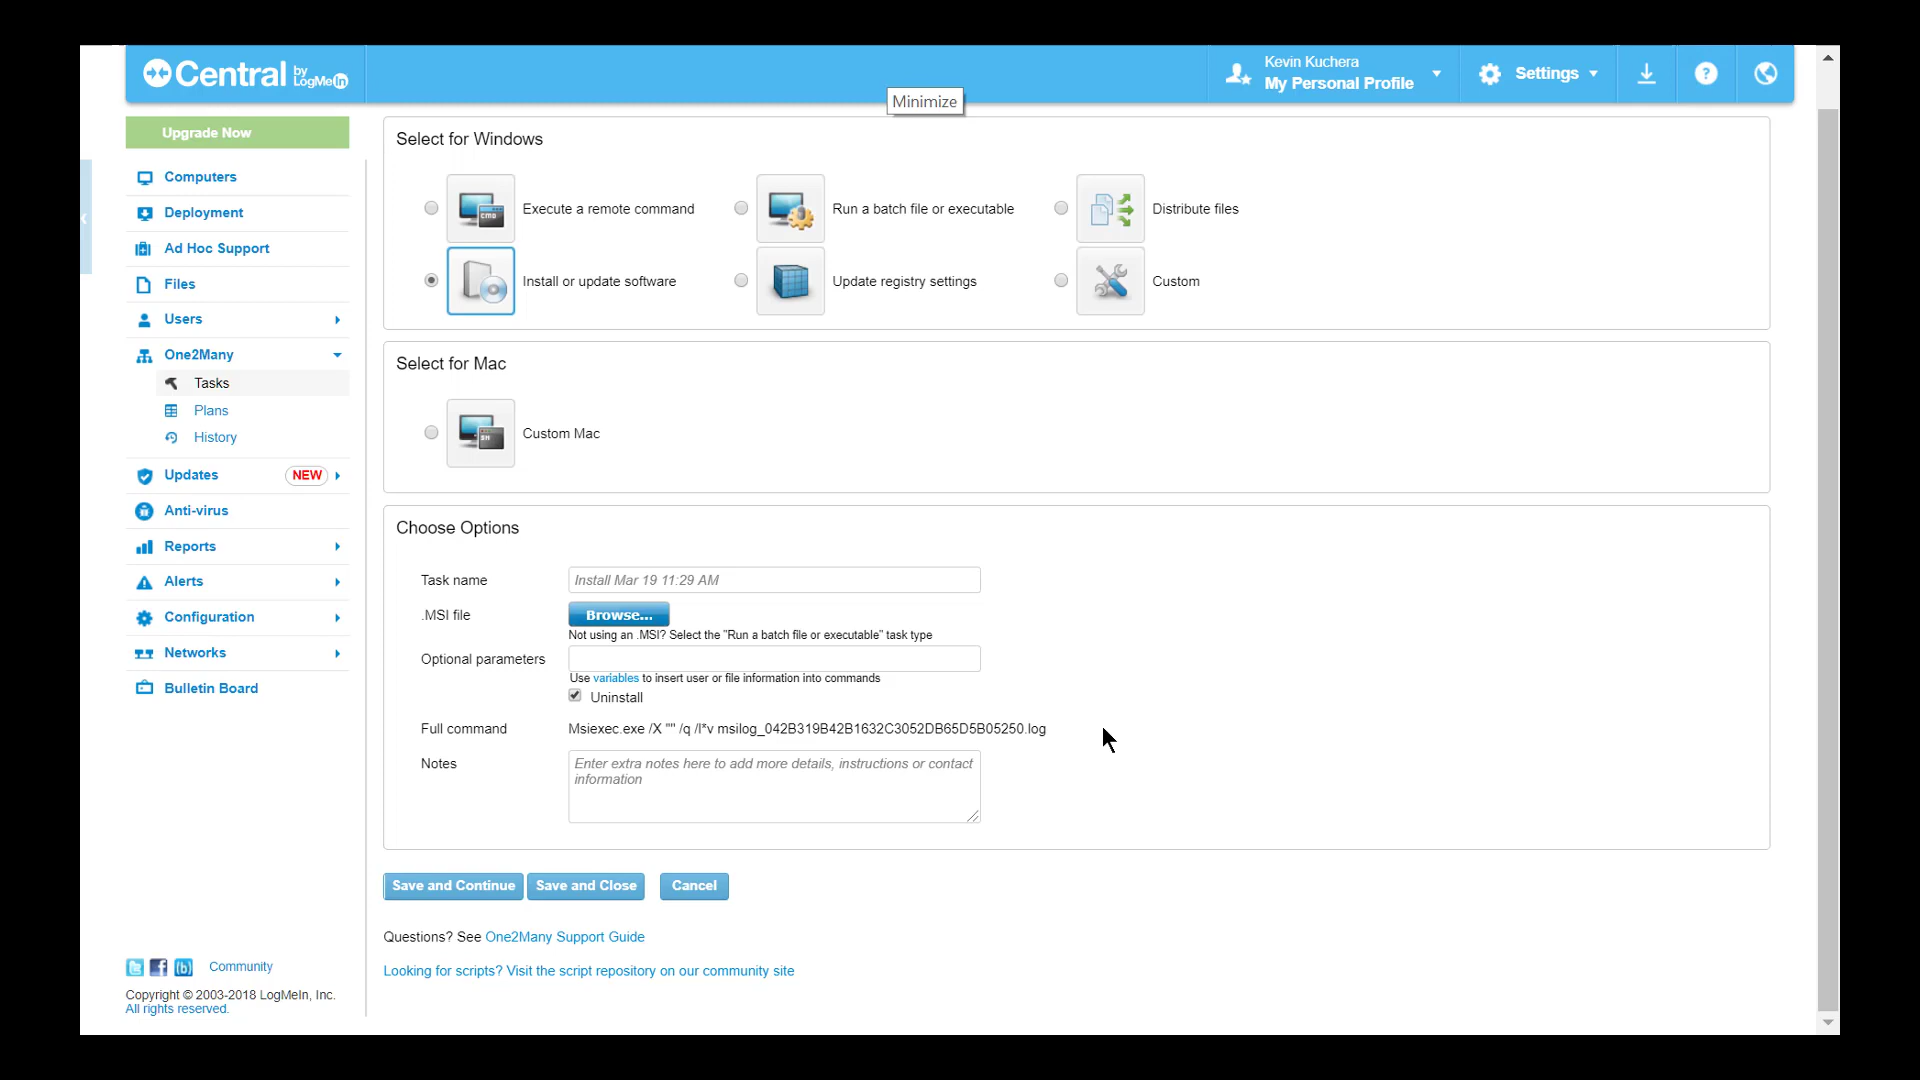 Central by LogMeIn
Kevin Kuchera
My Personal Profile
Settings
?
Minimize
Upgrade Now
Computers
Deployment
Ad Hoc Support
Files
Users
One2Many
Tasks
Plans
History
Updates NEW
Anti-virus
Reports
Alerts
Configuration
Networks
Bulletin Board
Select for Windows
CMD
Execute a remote command
Run a batch file or executable
Distribute files
Install or update software
Update registry settings
Custom
Select for Mac
SH
Custom Mac
Choose Options
Task name
Install Mar 19 11:29 AM
.MSI file
Browse...
Not using an .MSI? Select the "Run a batch file or executable" task type
Optional parameters
Use variables to insert user or file information into commands
Uninstall
Full command
Msiexec.exe /X "" /q /l*v msilog_042B319B42B1632C3052DB65D5B05250.log
Notes
Enter extra notes here to add more details, instructions or contact
information
Save and Continue
Save and Close
Cancel
Questions? See One2Many Support Guide
Looking for scripts? Visit the script repository on our community site
Community
Copyright © 2003-2018 LogMeIn, Inc.
All rights reserved.